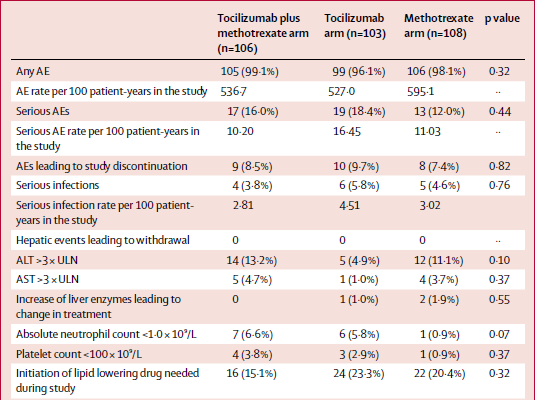 Tocilizumab plus methotrexate arm (n=106) Tocilizumab arm (n=103) Methotrexate arm (n=108) p value
Any AE 105 (99·1%) 99 (96·1%) 106 (98·1%) 0·32
AE rate per 100 patient-years in the study 536·7 527·0 595·1 ··
Serious AEs 17 (16·0%) 19 (18·4%) 13 (12·0%) 0·44
Serious AE rate per 100 patient-years in the study 10·20 16·45 11·03 ··
AEs leading to study discontinuation 9 (8·5%) 10 (9·7%) 8 (7·4%) 0·82
Serious infections 4 (3·8%) 6 (5·8%) 5 (4·6%) 0·76
Serious infection rate per 100 patient-years in the study 2·81 4·51 3·02
Hepatic events leading to withdrawal 0 0 0 ··
ALT >3 × ULN 14 (13·2%) 5 (4·9%) 12 (11·1%) 0·10
AST >3 × ULN 5 (4·7%) 1 (1·0%) 4 (3·7%) 0·37
Increase of liver enzymes leading to change in treatment 0 1 (1·0%) 2 (1·9%) 0·55
Absolute neutrophil count <1·0 × 10⁹/L 7 (6·6%) 6 (5·8%) 1 (0·9%) 0·07
Platelet count <100 × 10⁹/L 4 (3·8%) 3 (2·9%) 1 (0·9%) 0·37
Initiation of lipid lowering drug needed during study 16 (15·1%) 24 (23·3%) 22 (20·4%) 0·32